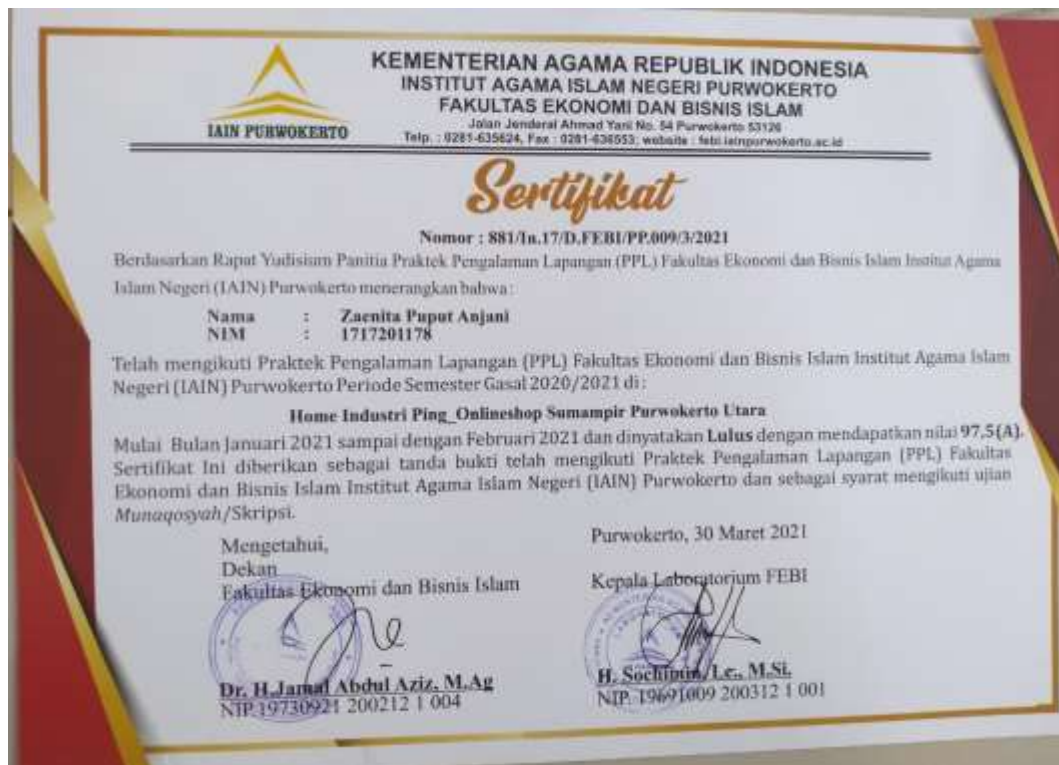 KEMENTERIAN AGAMA REPUBLIK INDONESIA
INSTITUT AGAMA ISLAM NEGERI PURWOKERTO
FAKULTAS EKONOMI DAN BISNIS ISLAM
Jalan Jenderal Ahmad Yani No. 54 Purwokerto 53126
Telp. : 0281-635624, Fax : 0281-636553; website : febi.iainpurwokerto.ac.id
IAIN PURWOKERTO
Sertifikat
Nomor : 881/In.17/D.FEBI/PP.009/3/2021
Berdasarkan Rapat Yudisium Panitia Praktek Pengalaman Lapangan (PPL) Fakultas Ekonomi dan Bisnis Islam Institut Agama
Islam Negeri (IAIN) Purwokerto menerangkan bahwa :
Nama : Zaenita Puput Anjani
NIM : 1717201178
Telah mengikuti Praktek Pengalaman Lapangan (PPL) Fakultas Ekonomi dan Bisnis Islam Institut Agama Islam
Negeri (IAIN) Purwokerto Periode Semester Gasal 2020/2021 di :
Home Industri Ping_Onlineshop Sumampir Purwokerto Utara
Mulai Bulan Januari 2021 sampai dengan Februari 2021 dan dinyatakan Lulus dengan mendapatkan nilai 97,5(A).
Sertifikat Ini diberikan sebagai tanda bukti telah mengikuti Praktek Pengalaman Lapangan (PPL) Fakultas
Ekonomi dan Bisnis Islam Institut Agama Islam Negeri (IAIN) Purwokerto dan sebagai syarat mengikuti ujian
Munaqosyah/Skripsi.
Purwokerto, 30 Maret 2021
Mengetahui,
Dekan
Fakultas Ekonomi dan Bisnis Islam
Kepala Laboratorium FEBI
Dr. H.Jamal Abdul Aziz, M.Ag
NIP.19730921 200212 1 004
H. Sochimin, Lc., M.Si.
NIP. 19691009 200312 1 001